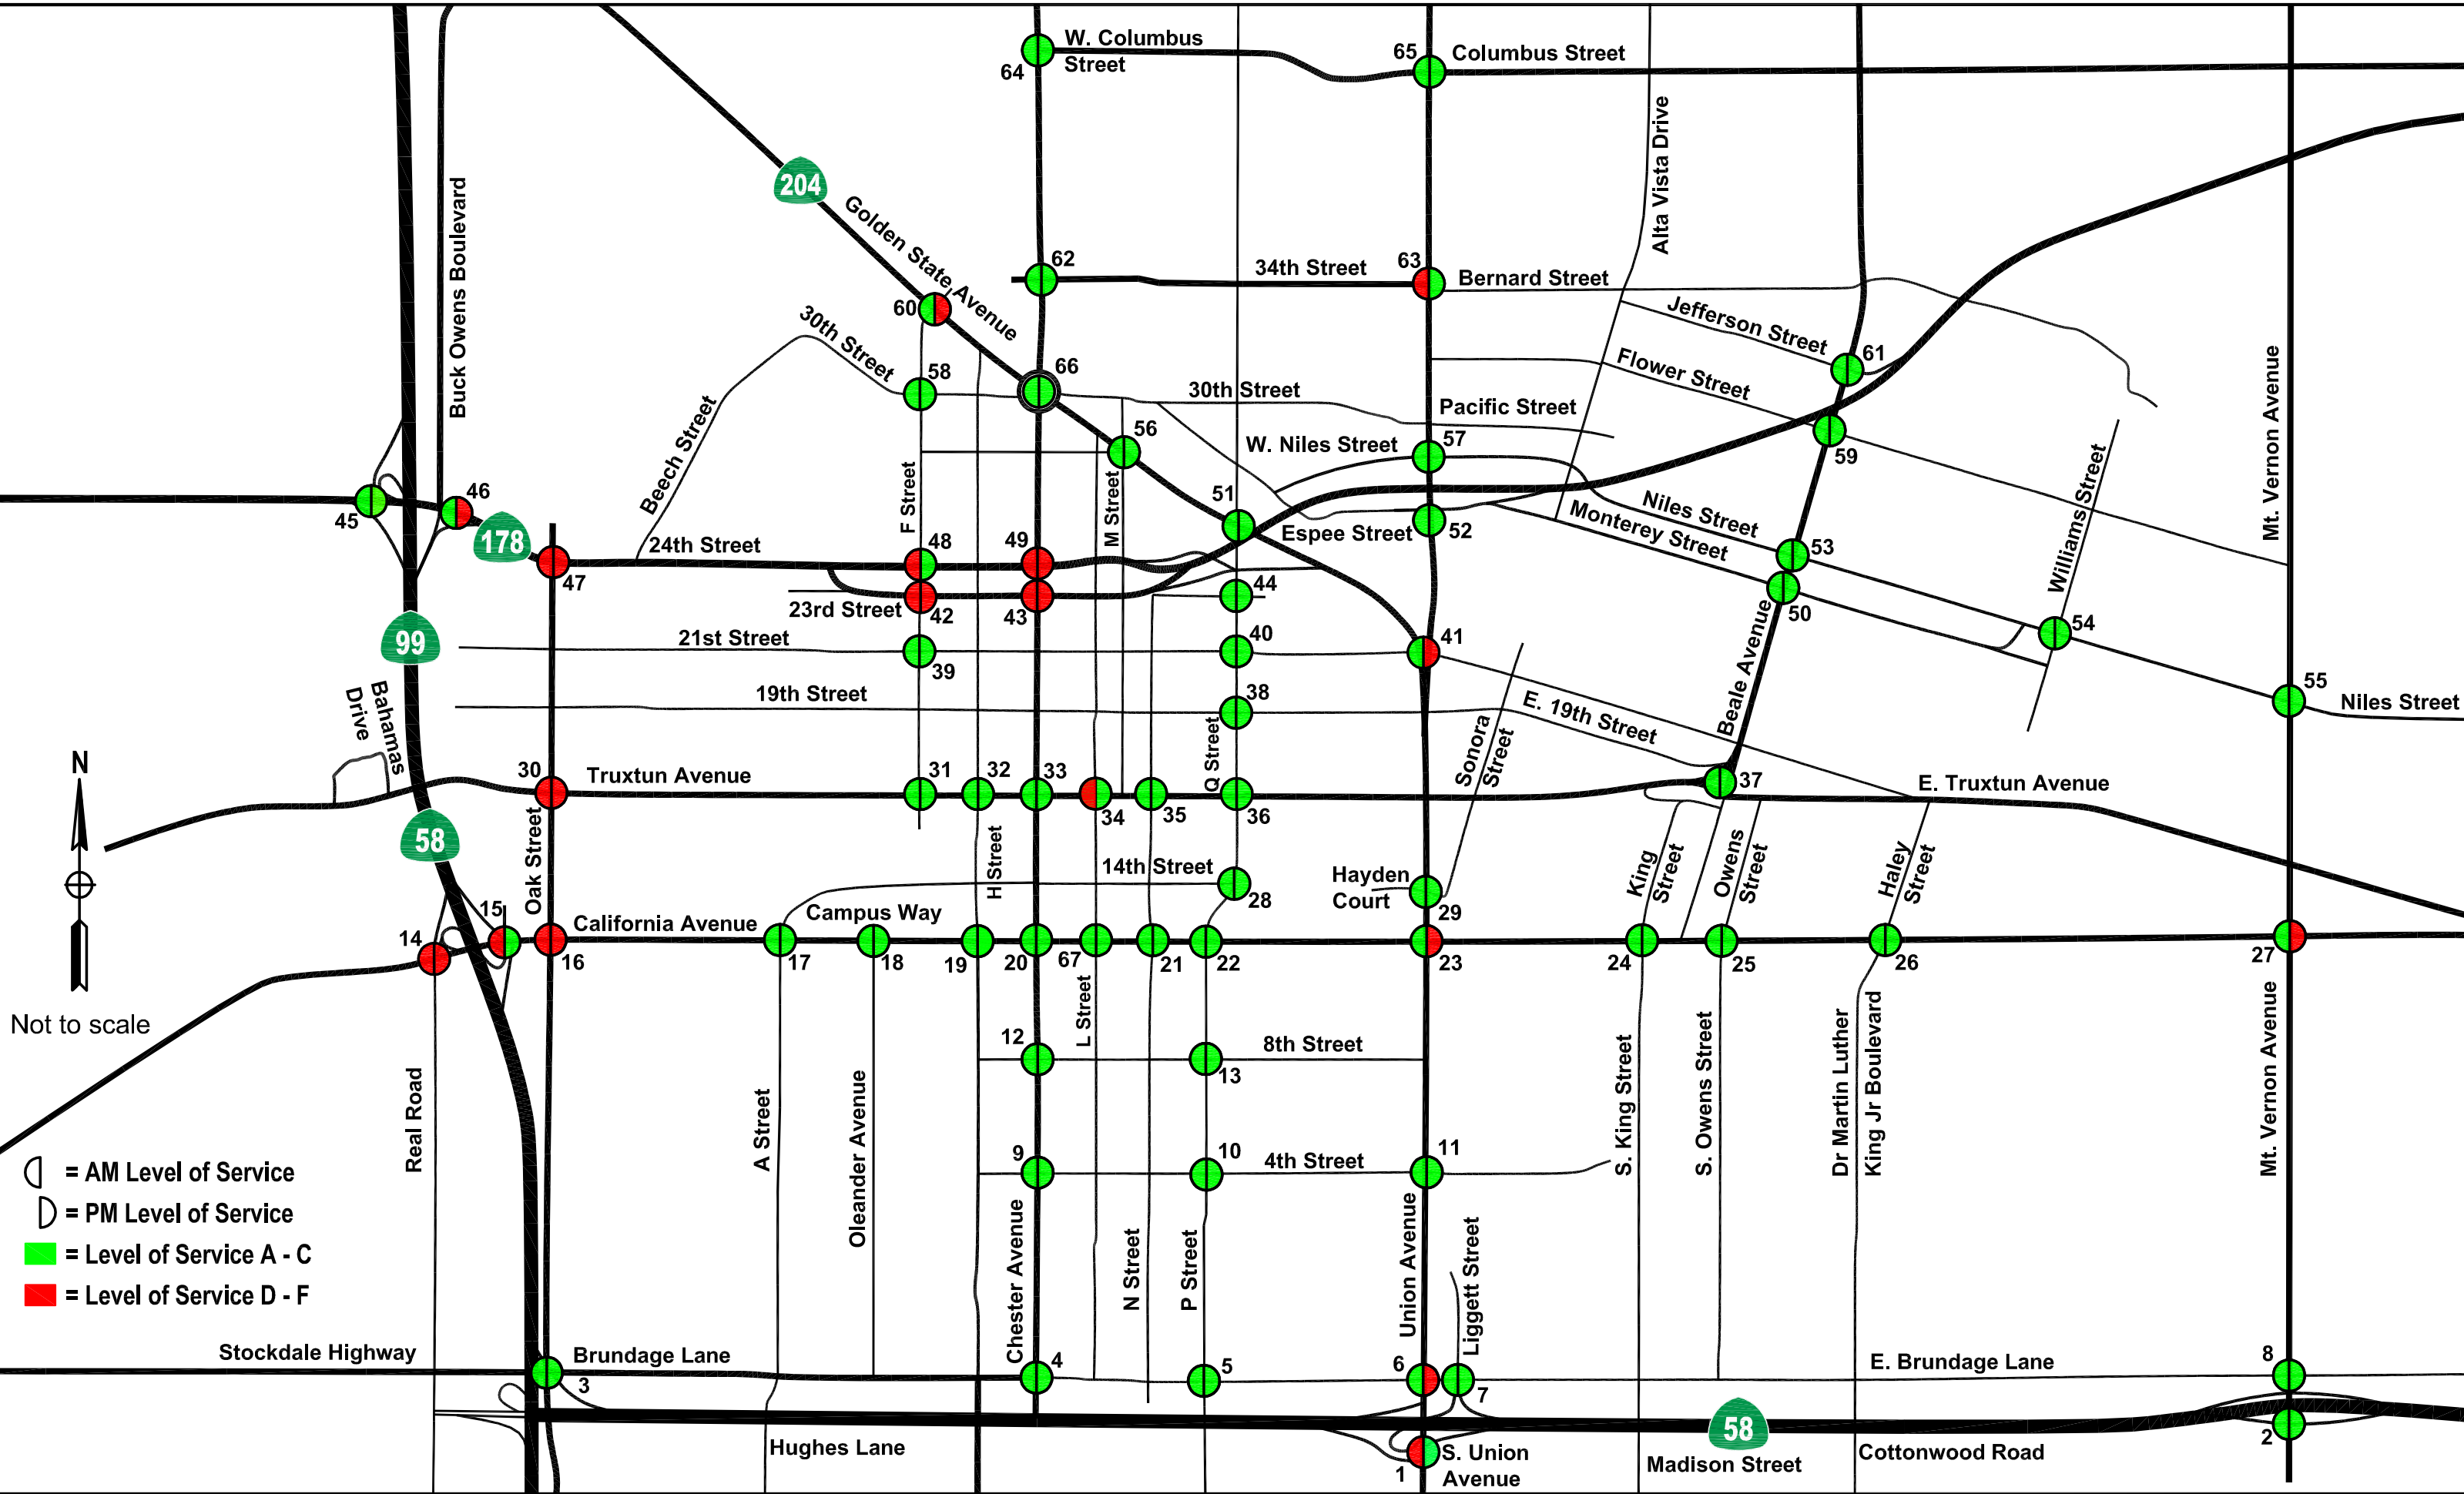 W. Columbus
Street
64
65
Columbus Street
Alta Vista Drive
204
Golden State Avenue
Buck Owens Boulevard
62
34th Street
63
Bernard Street
60
30th Street
Jefferson Street
61
Flower Street
58
66
30th Street
Pacific Street
Mt. Vernon Avenue
Beech Street
56
W. Niles Street
57
59
F Street
M Street
51
Williams Street
45
46
178
Espee Street
52
Niles Street
Monterey Street
53
24th Street
48
49
47
44
50
23rd Street
42
43
54
99
21st Street
39
40
41
Beale Avenue
Bahamas
Drive
19th Street
38
E. 19th Street
55
Niles Street
Sonora
Street
Q Street
N
30
Truxtun Avenue
31
32
33
34
35
36
37
E. Truxtun Avenue
58
Oak Street
H Street
14th Street
28
Hayden
Court
29
King
Street
Owens
Street
Haley
Street
14
15
16
California Avenue
Campus Way
17
18
19
20
67
21
22
23
24
25
26
27
Not to scale
L Street
12
8th Street
13
Real Road
A Street
Oleander Avenue
S. King Street
S. Owens Street
Dr Martin Luther
King Jr Boulevard
Mt. Vernon Avenue
9
10
4th Street
11
= AM Level of Service
= PM Level of Service
= Level of Service A - C
= Level of Service D - F
Chester Avenue
N Street
P Street
Union Avenue
Liggett Street
Stockdale Highway
Brundage Lane
3
4
5
6
7
E. Brundage Lane
8
58
Hughes Lane
1
S. Union
Avenue
Madison Street
Cottonwood Road
2